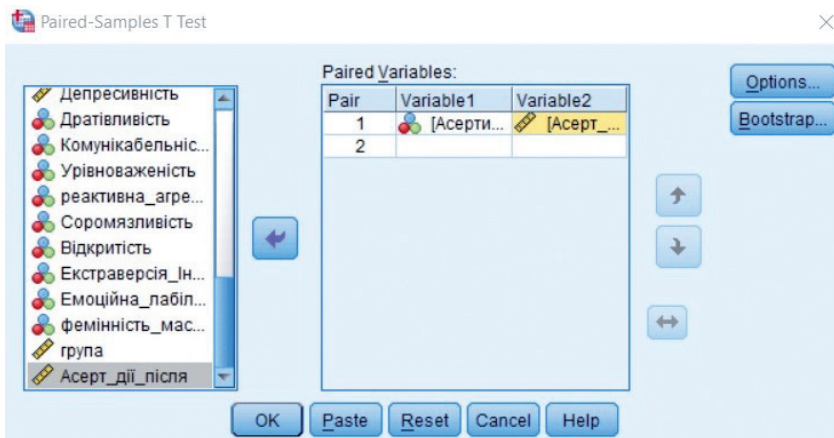 Paired-Samples T Test
Paired Variables:
Депресивність
Дратівливість
Комунікабельніс...
Урівноваженість
реактивна_агре...
Соромязливість
Відкритість
Екстраверсія_Ін...
Емоційна_лабіл...
фемінність_мас...
група
Асерт_дії_після
Pair Variable1 Variable2
1 [Асерти... [Асерт_...
2
Options...
Bootstrap...
OK Paste Reset Cancel Help